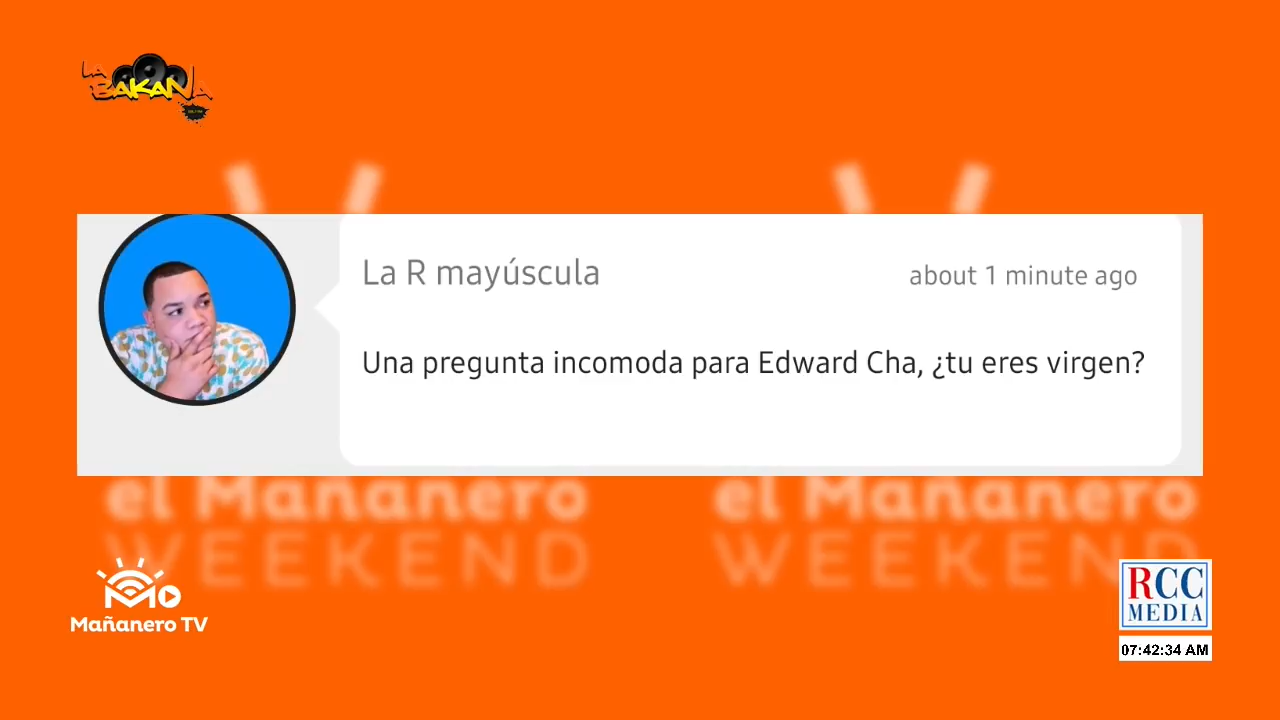 LA
BAKANA
La R mayúscula
about 1 minute ago
Una pregunta incomoda para Edward Cha, ¿tu eres virgen?
el Mañanero
WEEKEND
el Mañanero
WEEKEND
Mañanero TV
RCC
MEDIA
07:42:34 AM